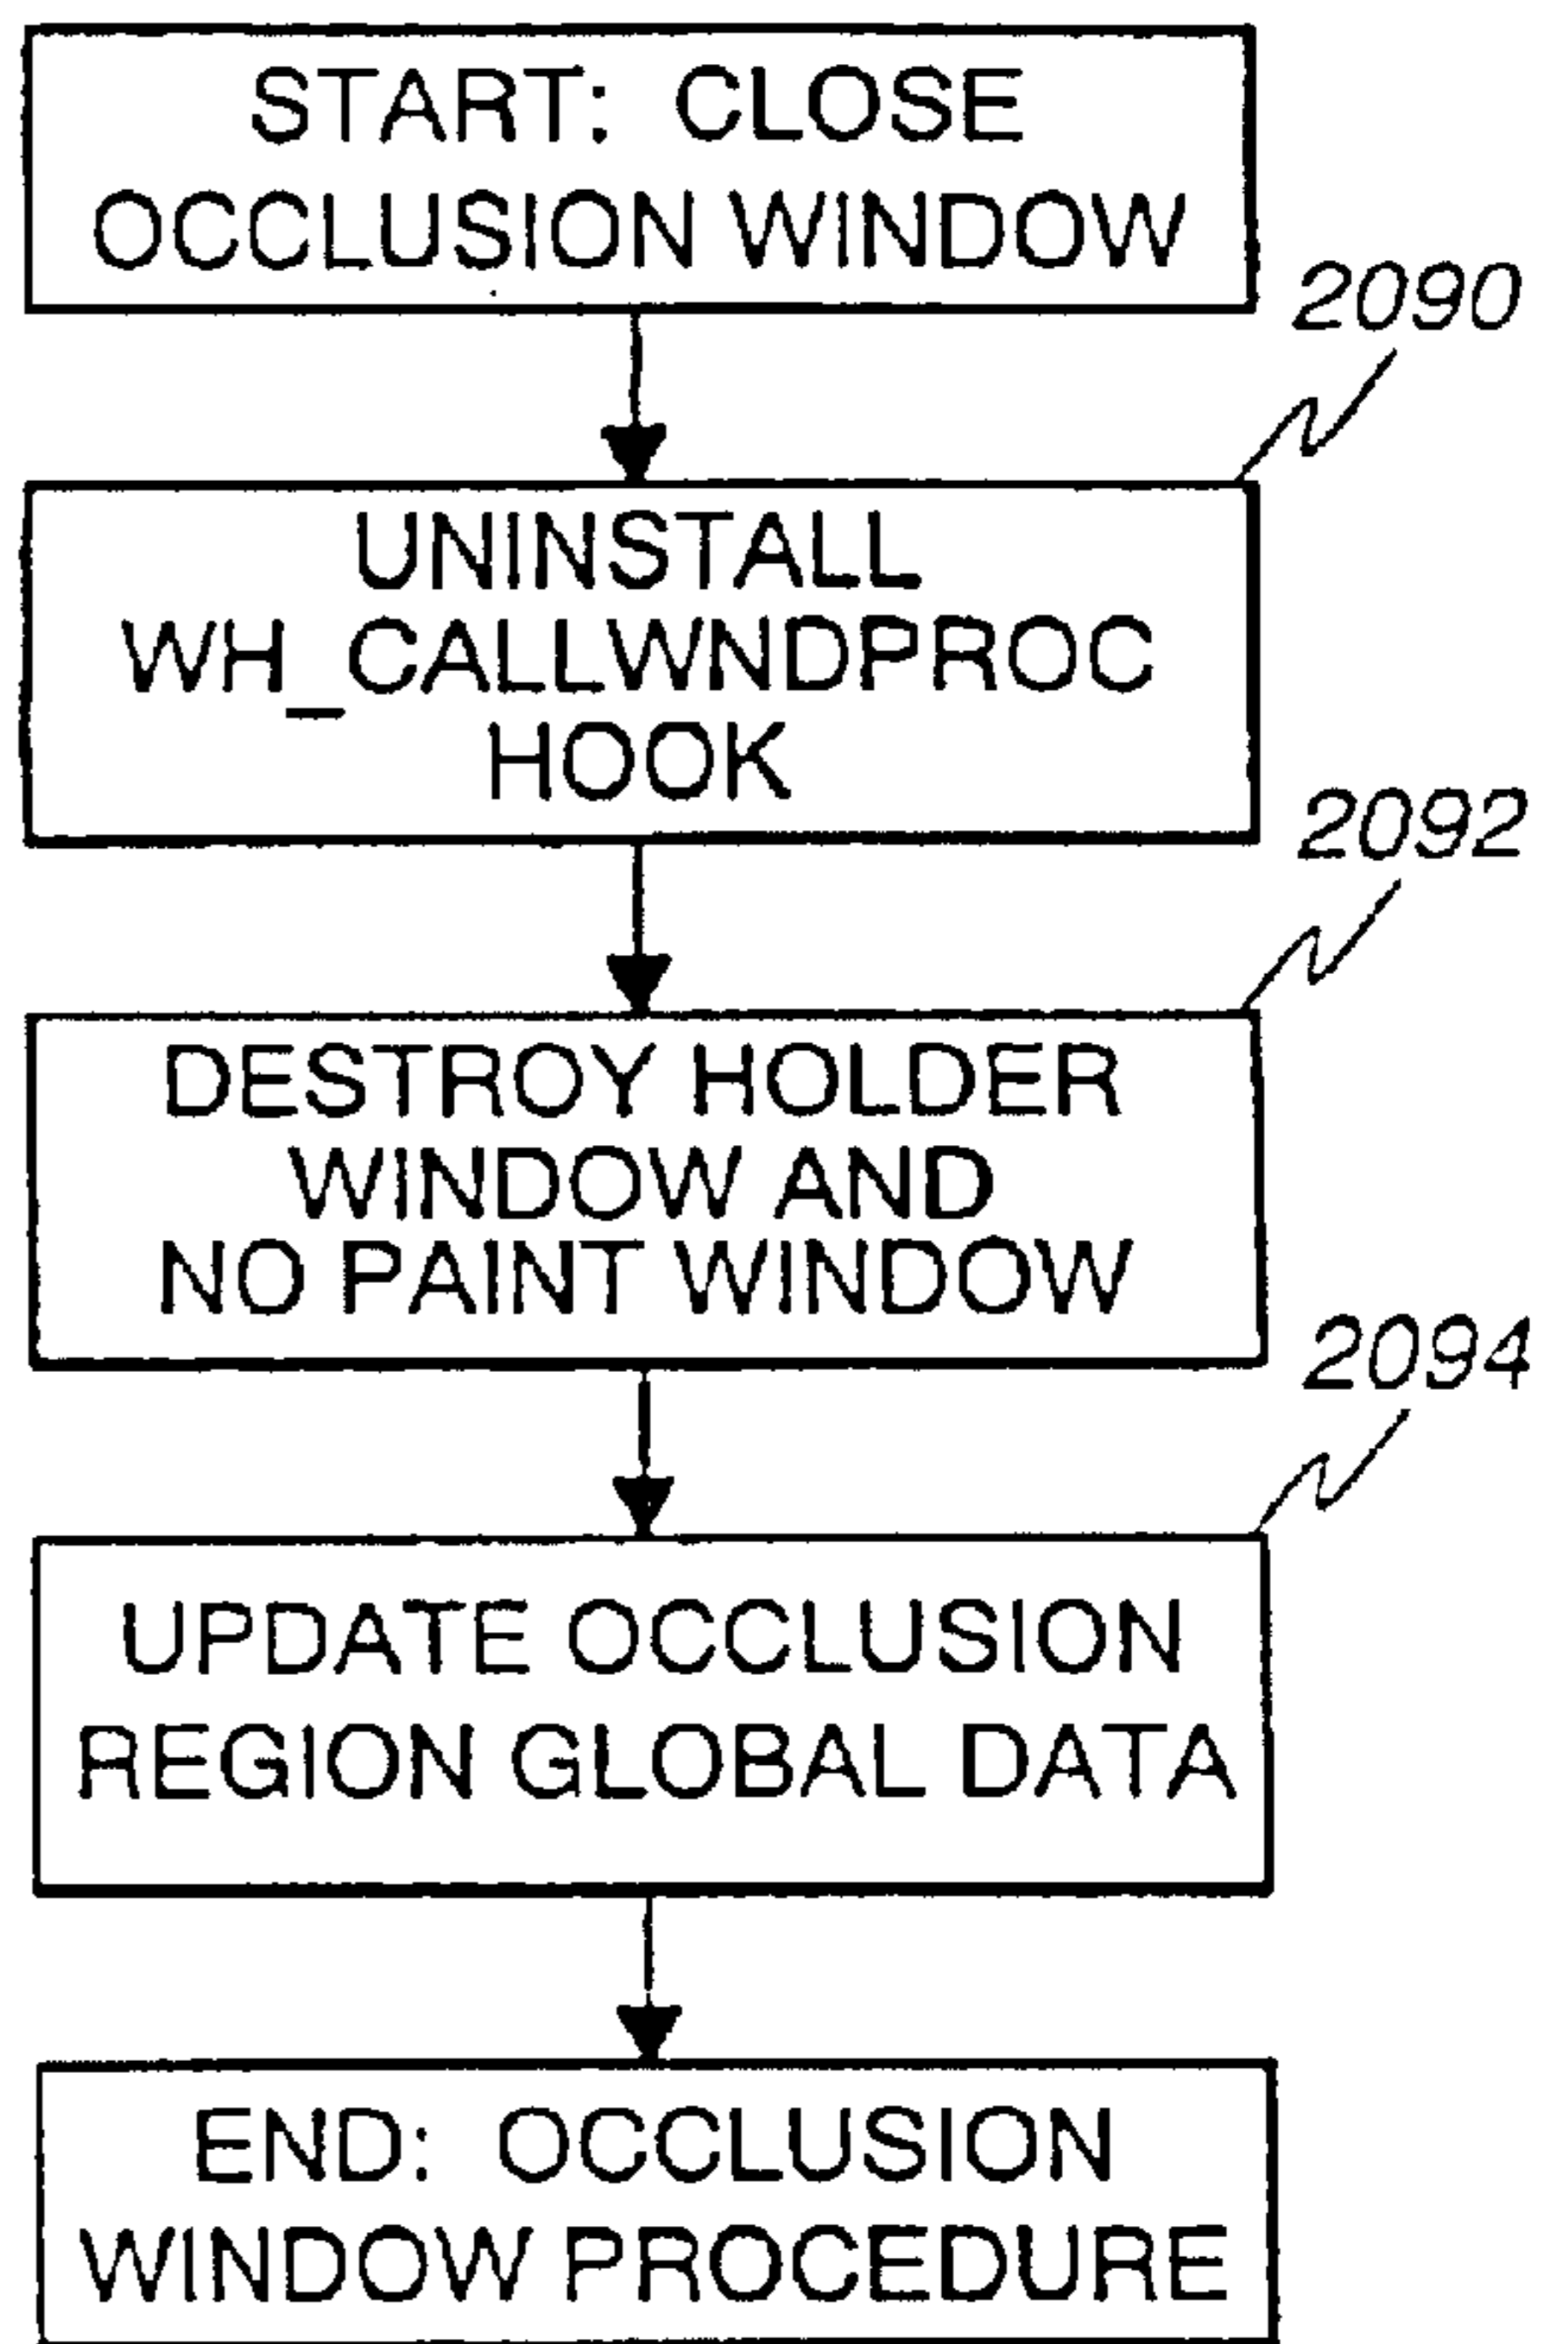 START: CLOSE
OCCLUSION WINDOW
2090
UNINSTALL
WH_CALLWNDPROC
HOOK
2092
DESTROY HOLDER
WINDOW AND
NO PAINT WINDOW
2094
UPDATE OCCLUSION
REGION GLOBAL DATA
END: OCCLUSION
WINDOW PROCEDURE